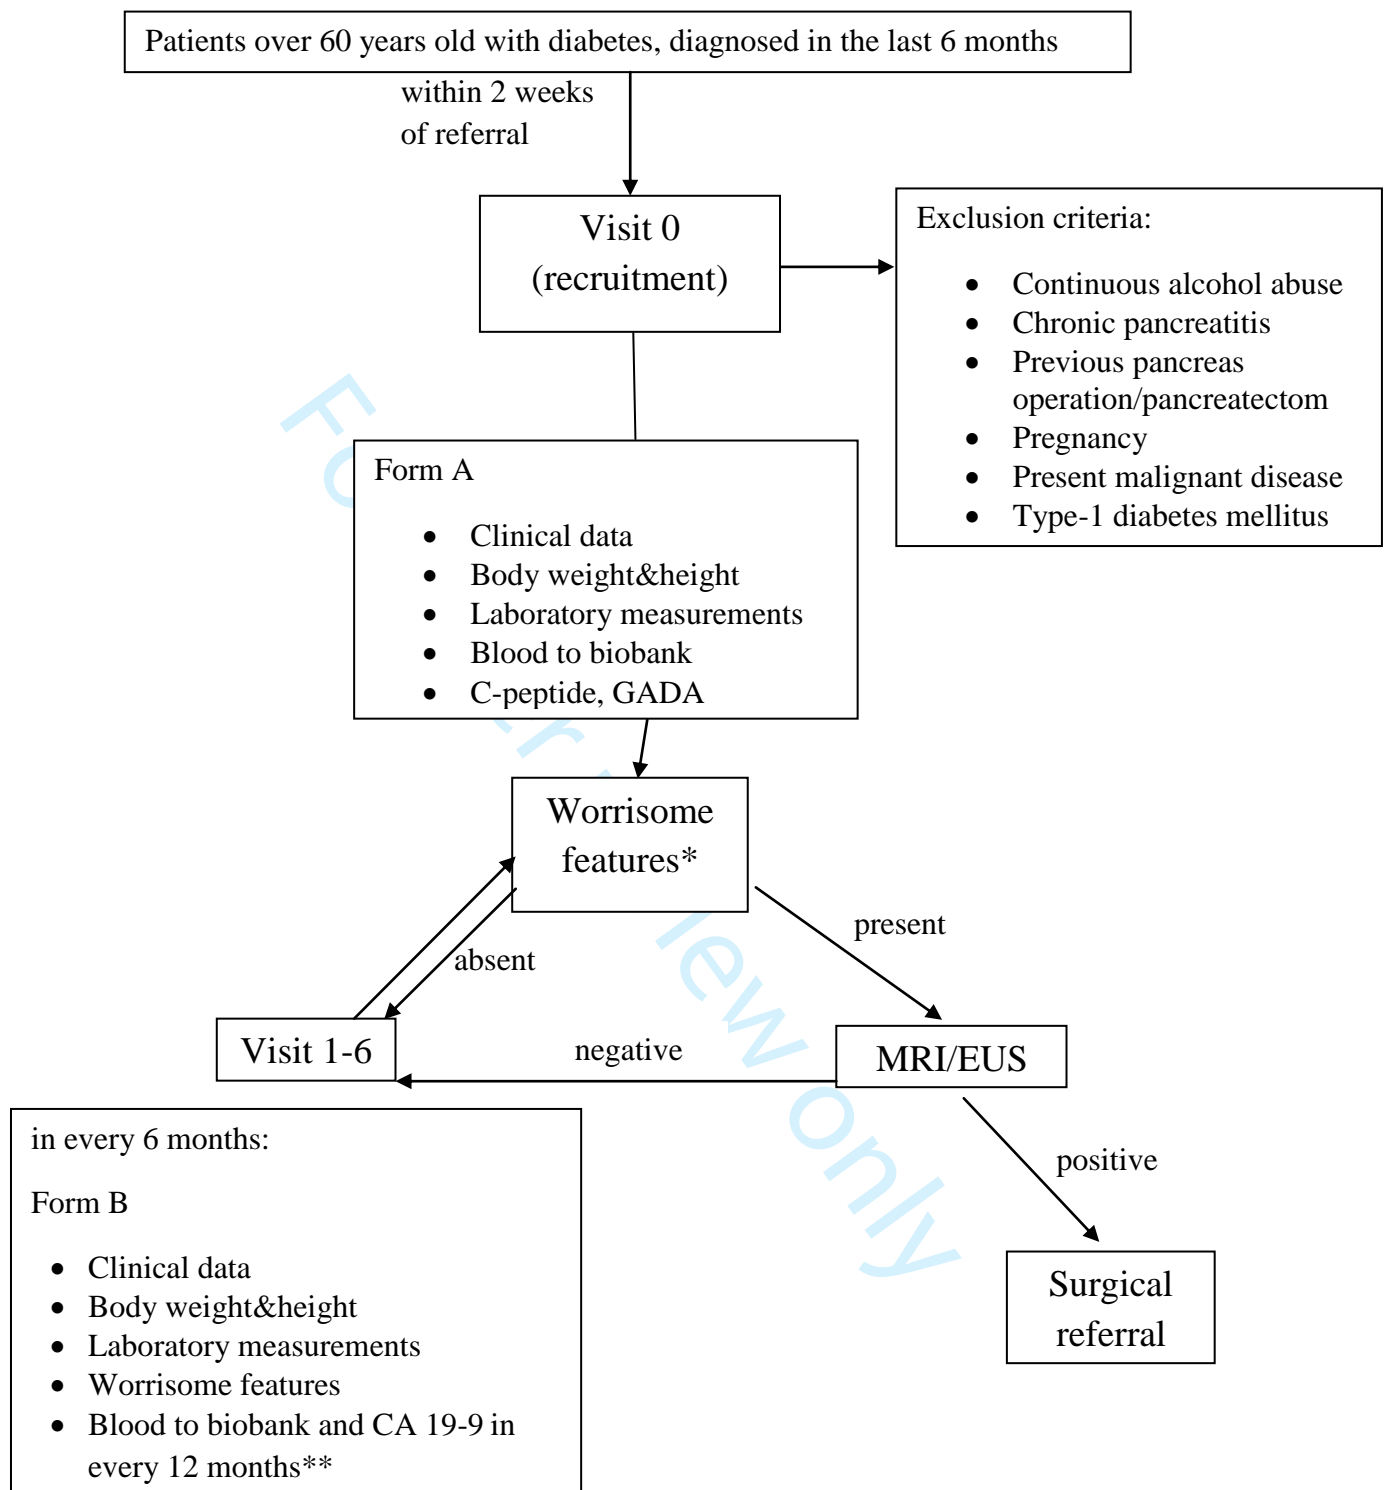 Patients over 60 years old with diabetes, diagnosed in the last 6 months
within 2 weeks
of referral
Visit 0
(recruitment)
Exclusion criteria:
• Continuous alcohol abuse
• Chronic pancreatitis
• Previous pancreas
operation/pancreatectom
• Pregnancy
• Present malignant disease
• Type-1 diabetes mellitus
Form A
• Clinical data
• Body weight&height
• Laboratory measurements
• Blood to biobank
• C-peptide, GADA
Worrisome
features*
absent
present
Visit 1-6
negative
MRI/EUS
positive
Surgical
referral
in every 6 months:
Form B
• Clinical data
• Body weight&height
• Laboratory measurements
• Worrisome features
• Blood to biobank and CA 19-9 in
every 12 months**